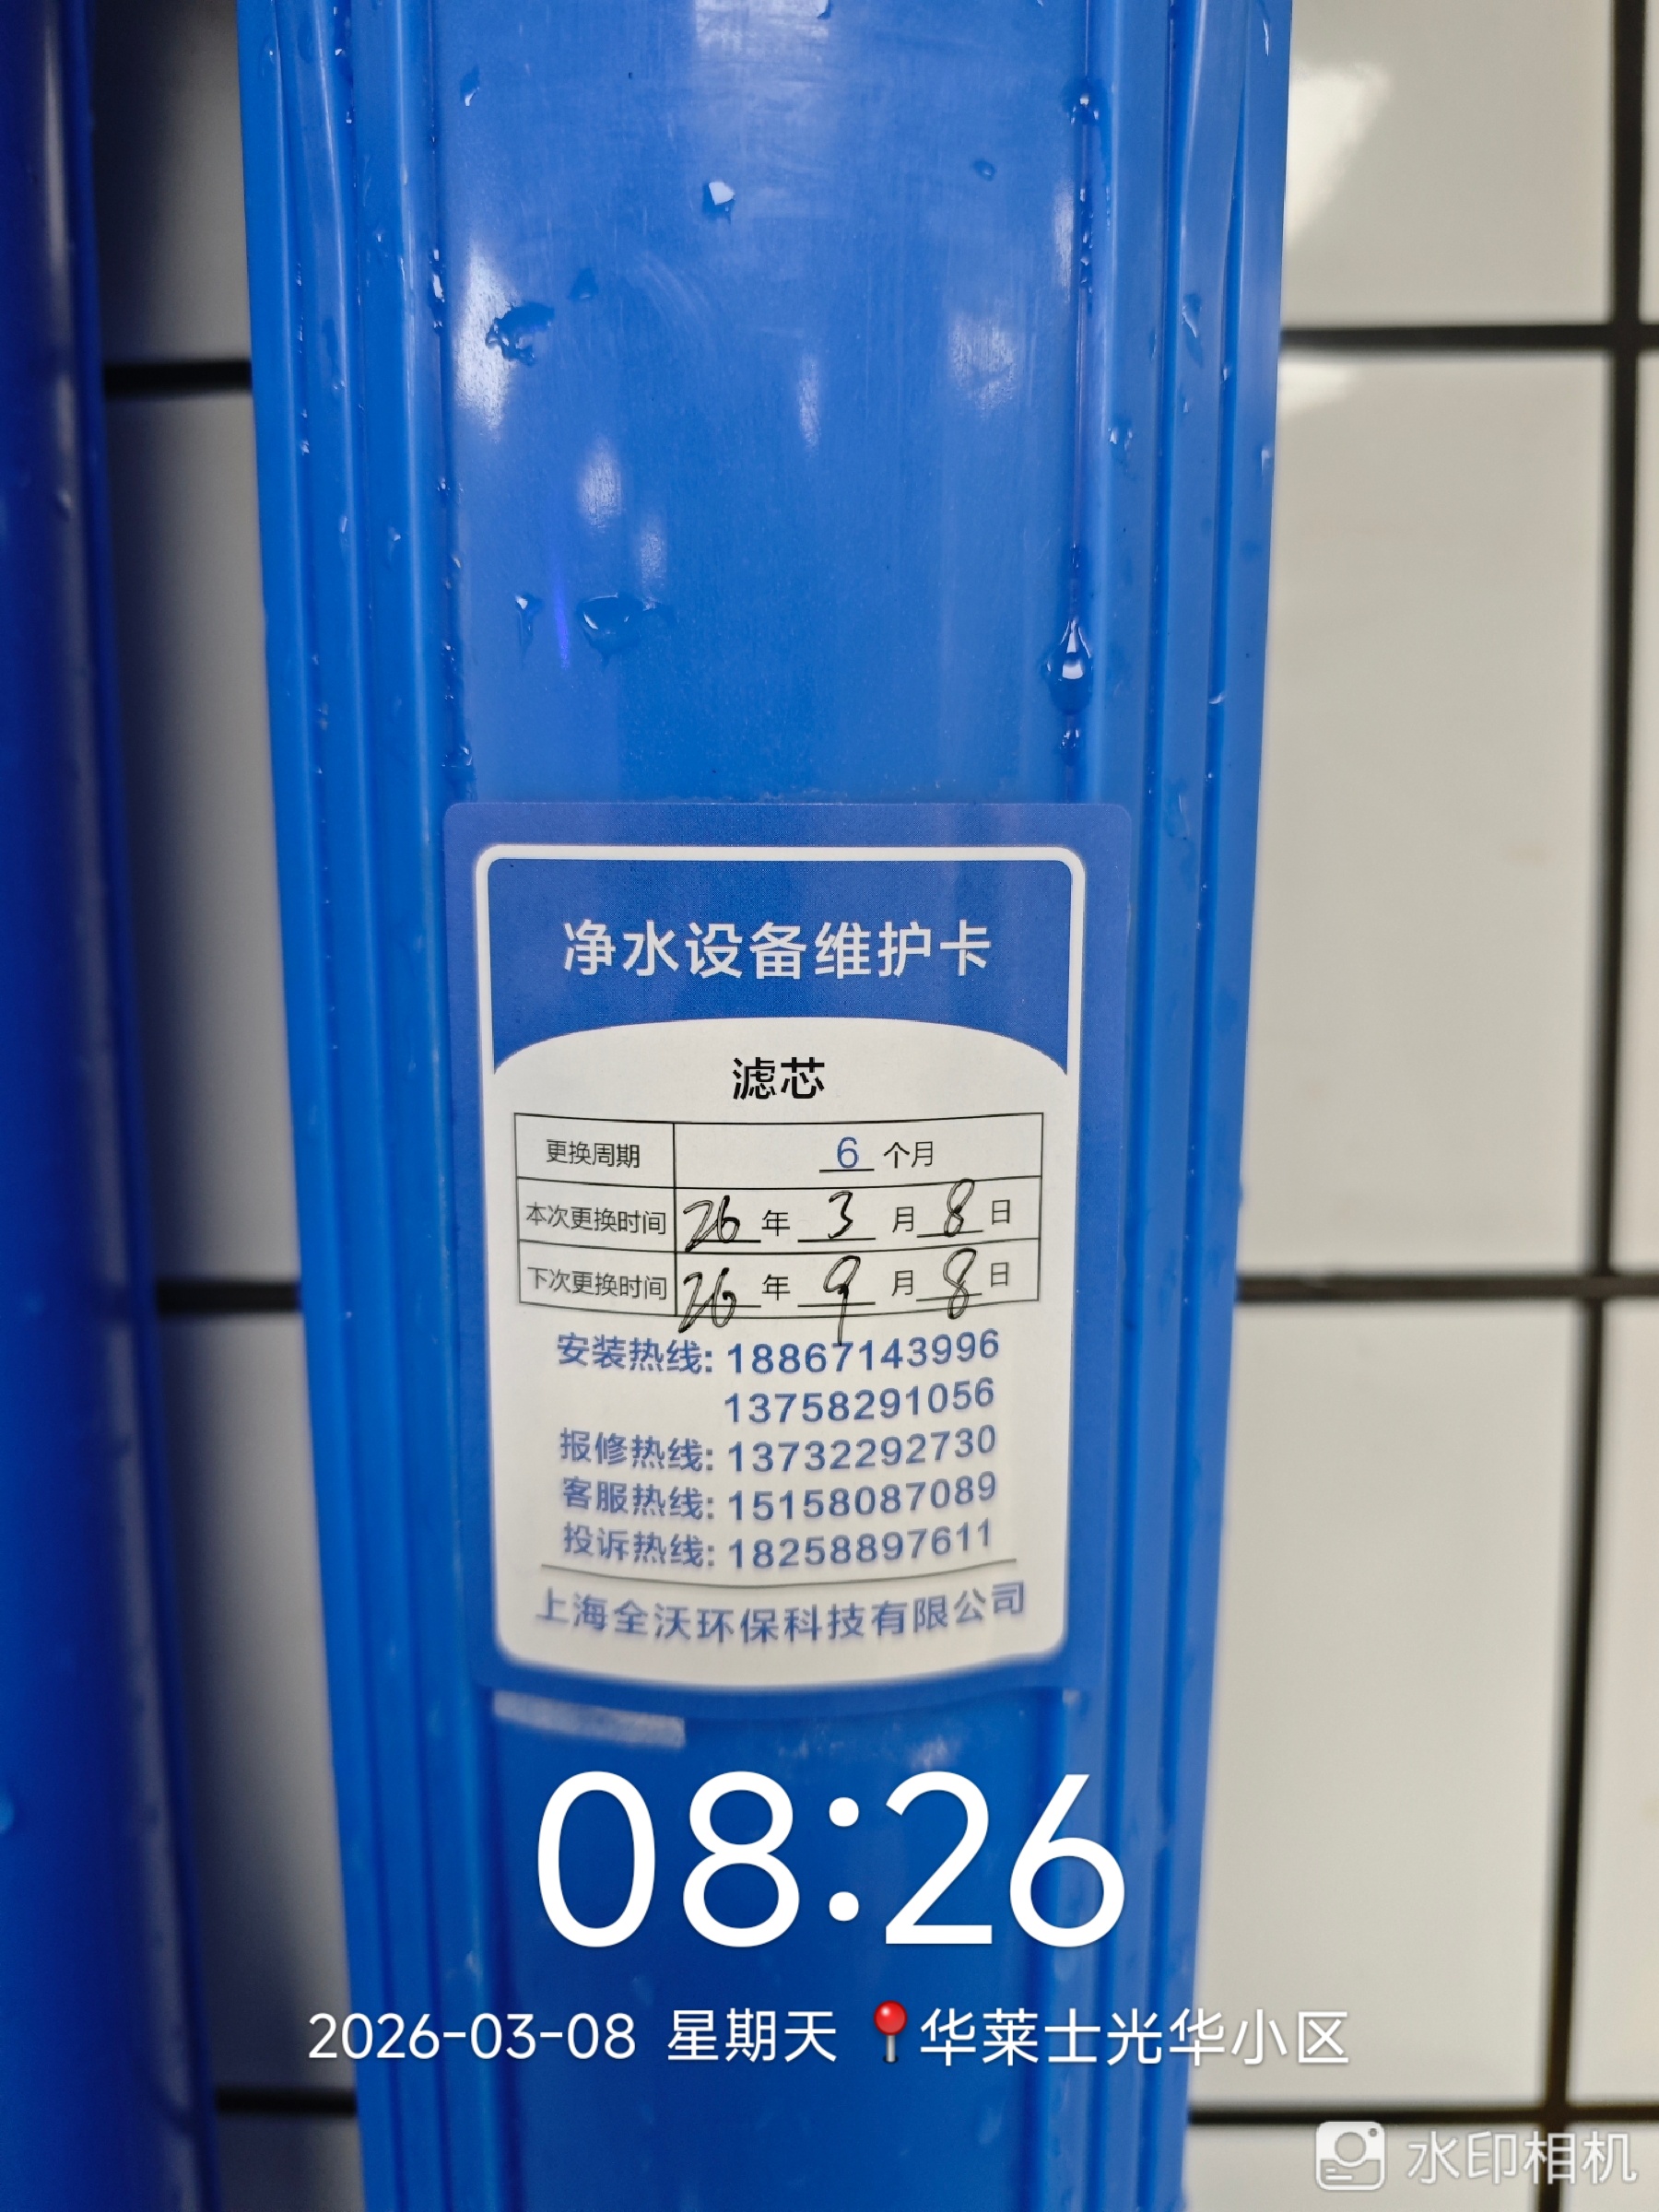 净水设备维护卡
滤芯
更换周期 6 个月
本次更换时间 26 年 3 月 8 日
下次更换时间 26 年 9 月 8 日
安装热线: 18867143996
13758291056
报修热线: 13732292730
客服热线: 15158087089
投诉热线: 18258897611
上海全沃环保科技有限公司
08:26
2026-03-08 星期天 📍华莱士光华小区
水印相机